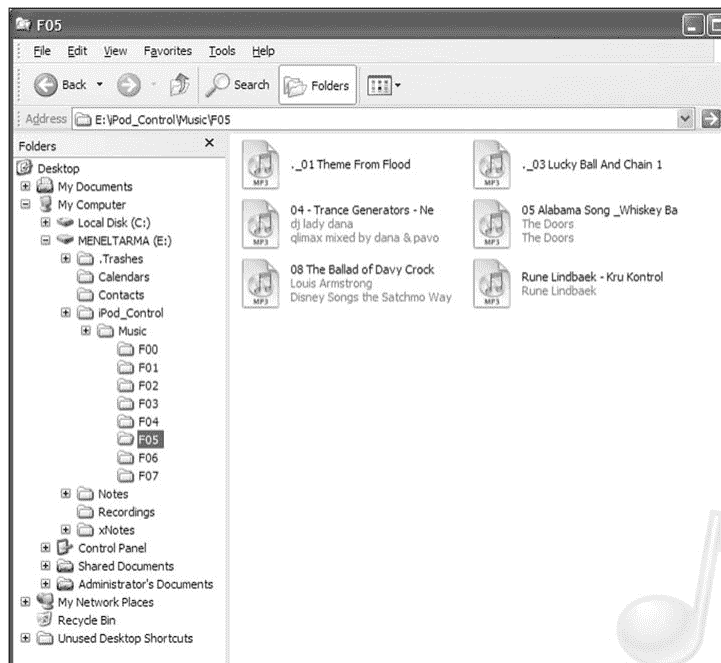 F05
File Edit View Favorites Tools Help
Back Search Folders
Address E:\iPod_Control\Music\F05
Folders
Desktop
My Documents
My Computer
Local Disk (C:)
MENELTARMA (E:)
.Trashes
Calendars
Contacts
iPod_Control
Music
F00
F01
F02
F03
F04
F05
F06
F07
Notes
Recordings
xNotes
Control Panel
Shared Documents
Administrator's Documents
My Network Places
Recycle Bin
Unused Desktop Shortcuts
MP3
._01 Theme From Flood
MP3
._03 Lucky Ball And Chain 1
MP3
04 - Trance Generators - Ne
dj lady dana
qlimax mixed by dana & pavo
MP3
05 Alabama Song _Whiskey Ba
The Doors
The Doors
MP3
08 The Ballad of Davy Crock
Louis Armstrong
Disney Songs the Satchmo Way
MP3
Rune Lindbaek - Kru Kontrol
Rune Lindbaek